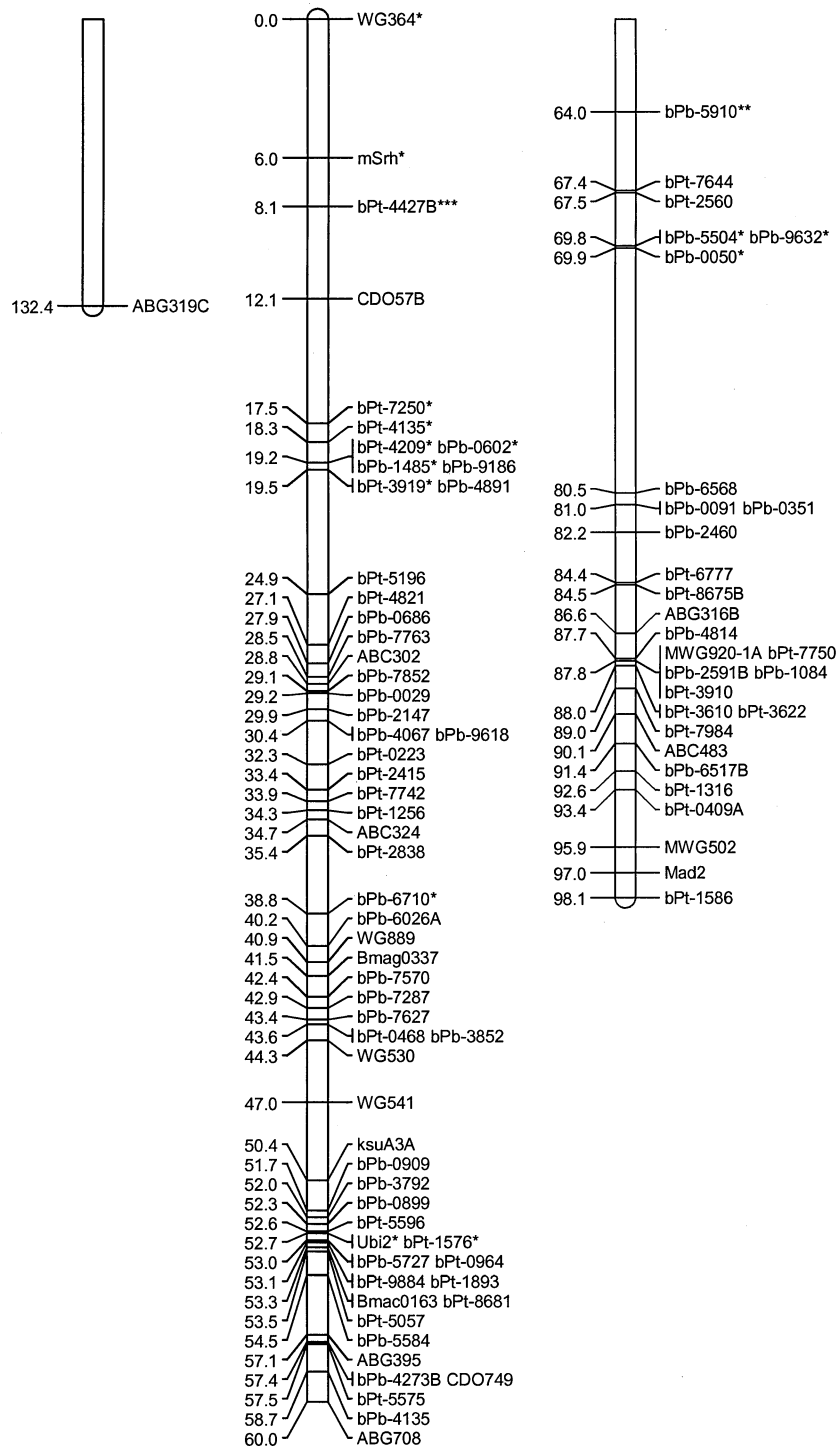 132.4 ABG319C
0.0 WG364*
6.0 mSrh*
8.1 bPt-4427B***
12.1 CDO57B
17.5 bPt-7250*
18.3 bPt-4135*
19.2 bPt-4209* bPb-0602*
bPb-1485* bPb-9186
19.5 bPt-3919* bPb-4891
24.9 bPt-5196
27.1 bPt-4821
27.9 bPb-0686
28.5 bPb-7763
28.8 ABC302
29.1 bPb-7852
29.2 bPb-0029
29.9 bPb-2147
30.4 bPb-4067 bPb-9618
32.3 bPt-0223
33.4 bPt-2415
33.9 bPt-7742
34.3 bPt-1256
34.7 ABC324
35.4 bPt-2838
38.8 bPb-6710*
40.2 bPb-6026A
40.9 WG889
41.5 Bmag0337
42.4 bPb-7570
42.9 bPb-7287
43.4 bPb-7627
43.6 bPt-0468 bPb-3852
44.3 WG530
47.0 WG541
50.4 ksuA3A
51.7 bPb-0909
52.0 bPb-3792
52.3 bPb-0899
52.6 bPt-5596
52.7 Ubi2* bPt-1576*
53.0 bPb-5727 bPt-0964
53.1 bPt-9884 bPt-1893
53.3 Bmac0163 bPt-8681
53.5 bPt-5057
54.5 bPb-5584
57.1 ABG395
57.4 bPb-4273B CDO749
57.5 bPt-5575
58.7 bPb-4135
60.0 ABG708
64.0 bPb-5910**
67.4 bPt-7644
67.5 bPt-2560
69.8 bPb-5504* bPb-9632*
69.9 bPb-0050*
80.5 bPb-6568
81.0 bPb-0091 bPb-0351
82.2 bPb-2460
84.4 bPt-6777
84.5 bPt-8675B
86.6 ABG316B
87.7 bPb-4814
MWG920-1A bPt-7750
87.8 bPb-2591B bPb-1084
bPt-3910
88.0 bPt-3610 bPt-3622
89.0 bPt-7984
90.1 ABC483
91.4 bPb-6517B
92.6 bPt-1316
93.4 bPt-0409A
95.9 MWG502
97.0 Mad2
98.1 bPt-1586